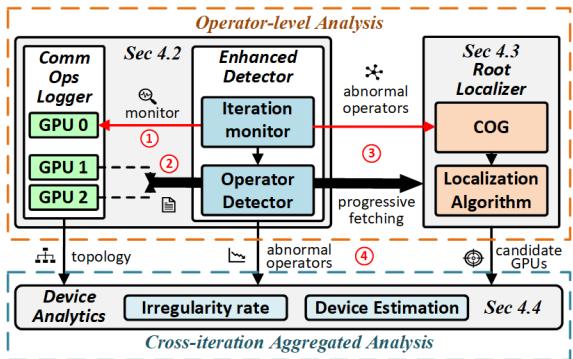 Operator-level Analysis
Comm
Ops
Logger
Sec 4.2
Enhanced
Detector
Sec 4.3
Root
Localizer
monitor
abnormal
operators
GPU 0
①
Iteration
monitor
③
COG
GPU 1
②
GPU 2
Operator
Detector
progressive
fetching
Localization
Algorithm
topology
abnormal
operators
④
candidate
GPUs
Device
Analytics
Irregularity rate
Device Estimation
Sec 4.4
Cross-iteration Aggregated Analysis